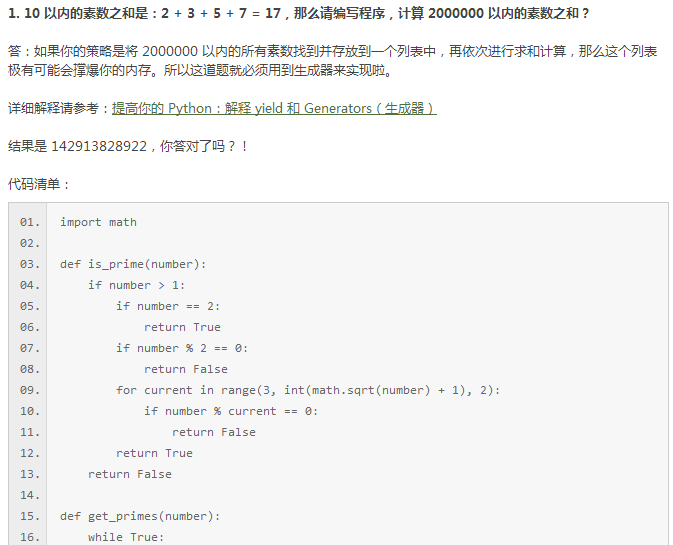 1. 10 以内的素数之和是：2 + 3 + 5 + 7 = 17，那么请编写程序，计算 2000000 以内的素数之和？
答：如果你的策略是将 2000000 以内的所有素数找到并存放到一个列表中，再依次进行求和计算，那么这个列表
极有可能会撑爆你的内存。所以这道题就必须用到生成器来实现啦。
详细解释请参考：提高你的 Python：解释 yield 和 Generators（生成器）
结果是 142913828922，你答对了吗？！
代码清单：
01. import math
02.
03. def is_prime(number):
04.     if number > 1:
05.         if number == 2:
06.             return True
07.         if number % 2 == 0:
08.             return False
09.         for current in range(3, int(math.sqrt(number) + 1), 2):
10.             if number % current == 0:
11.                 return False
12.         return True
13.     return False
14.
15. def get_primes(number):
16.     while True: